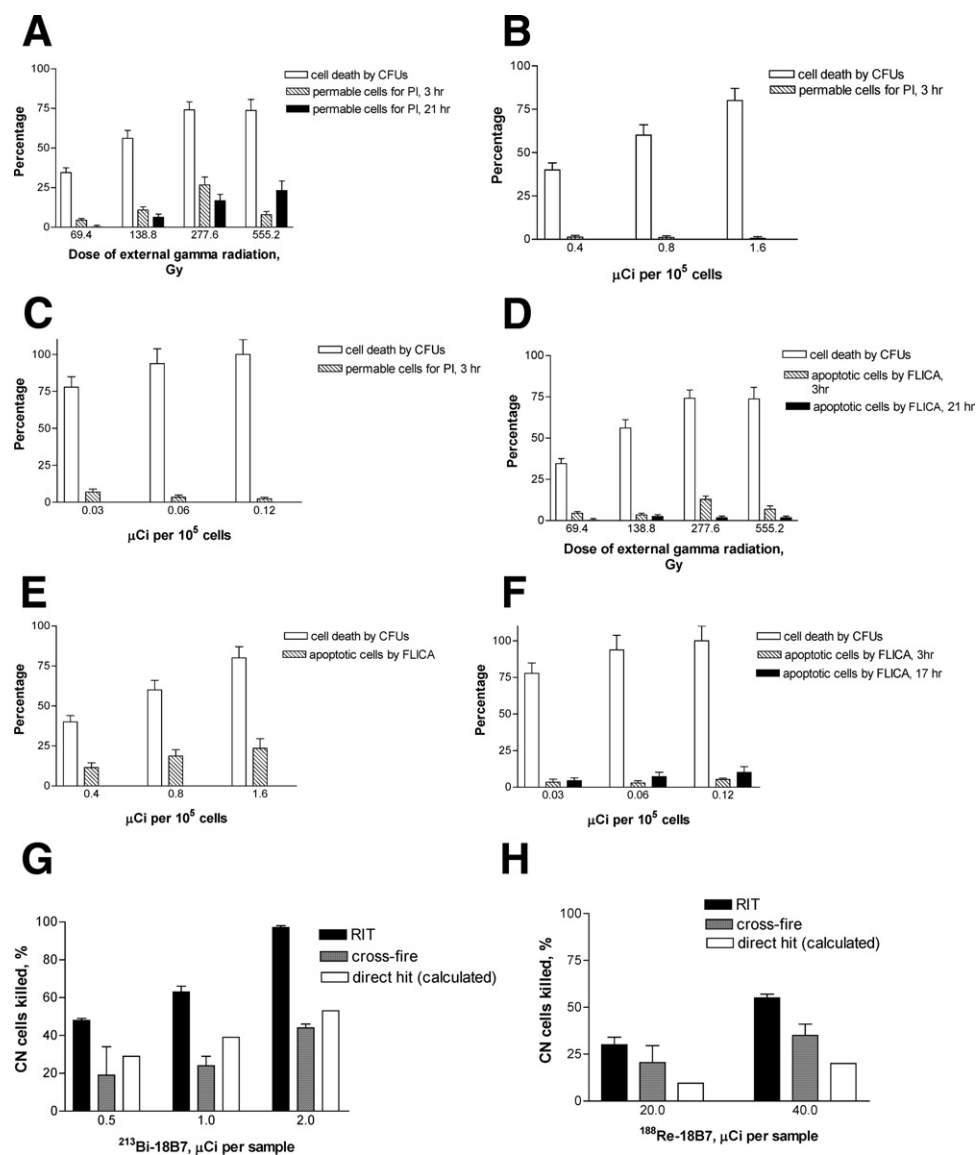 A
100
75
50
25
0
Percentage
69.4 138.8 277.6 555.2
Dose of external gamma radiation,
Gy
cell death by CFUs
permable cells for PI, 3 hr
permable cells for PI, 21 hr
B
100
75
50
25
0
Percentage
0.4 0.8 1.6
μCi per 10⁵ cells
cell death by CFUs
permable cells for PI, 3 hr
C
100
75
50
25
0
Percentage
0.03 0.06 0.12
μCi per 10⁵ cells
cell death by CFUs
permable cells for PI, 3 hr
D
100
75
50
25
0
Percentage
69.4 138.8 277.6 555.2
Dose of external gamma radiation,
Gy
cell death by CFUs
apoptotic cells by FLICA,
3hr
apoptotic cells by FLICA, 21 hr
E
100
75
50
25
0
Percentage
0.4 0.8 1.6
μCi per 10⁵ cells
cell death by CFUs
apoptotic cells by FLICA
F
100
75
50
25
0
Percentage
0.03 0.06 0.12
μCi per 10⁵ cells
cell death by CFUs
apoptotic cells by FLICA, 3hr
apoptotic cells by FLICA, 17 hr
G
100
80
60
40
20
0
CN cells killed, %
0.5 1.0 2.0
²¹³Bi-18B7, μCi per sample
RIT
cross-fire
direct hit (calculated)
H
100
75
50
25
0
CN cells killed, %
20.0 40.0
¹⁸⁸Re-18B7, μCi per sample
RIT
cross-fire
direct hit (calculated)